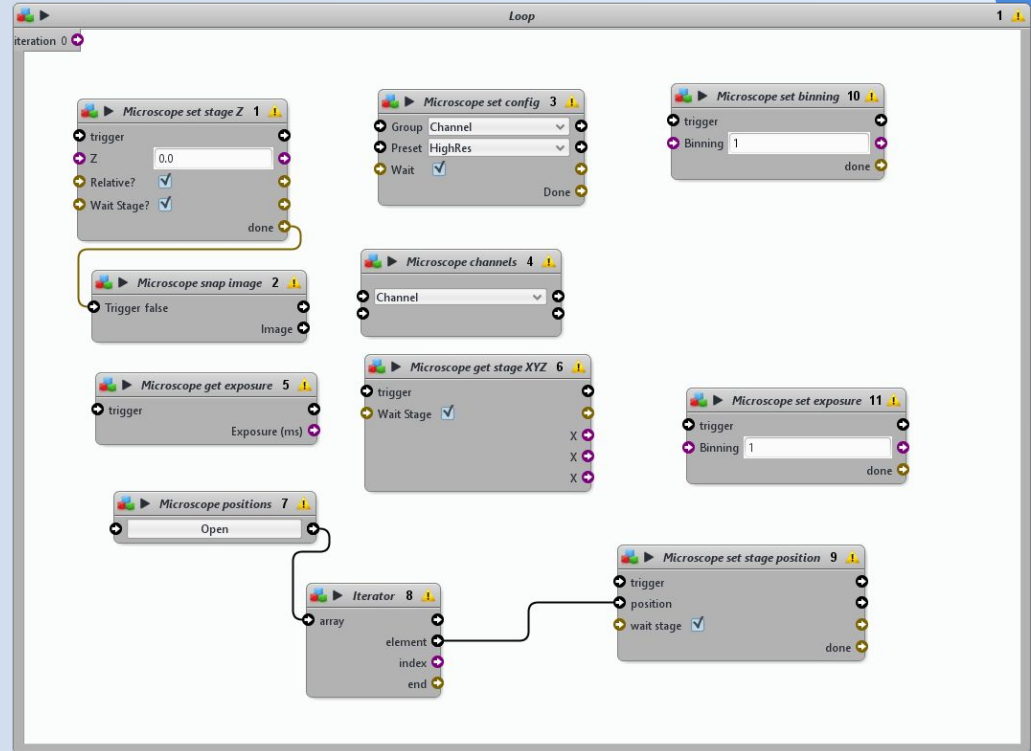 Loop 1
iteration 0
Microscope set stage Z 1
trigger
Z 0.0
Relative?
Wait Stage?
done
Microscope set config 3
Group Channel
Preset HighRes
Wait
Done
Microscope set binning 10
trigger
Binning 1
done
Microscope snap image 2
Trigger false
Image
Microscope channels 4
Channel
Microscope get exposure 5
trigger
Exposure (ms)
Microscope get stage XYZ 6
trigger
Wait Stage
X
X
X
Microscope set exposure 11
trigger
Binning 1
done
Microscope positions 7
Open
Iterator 8
array
element
index
end
Microscope set stage position 9
trigger
position
wait stage
done